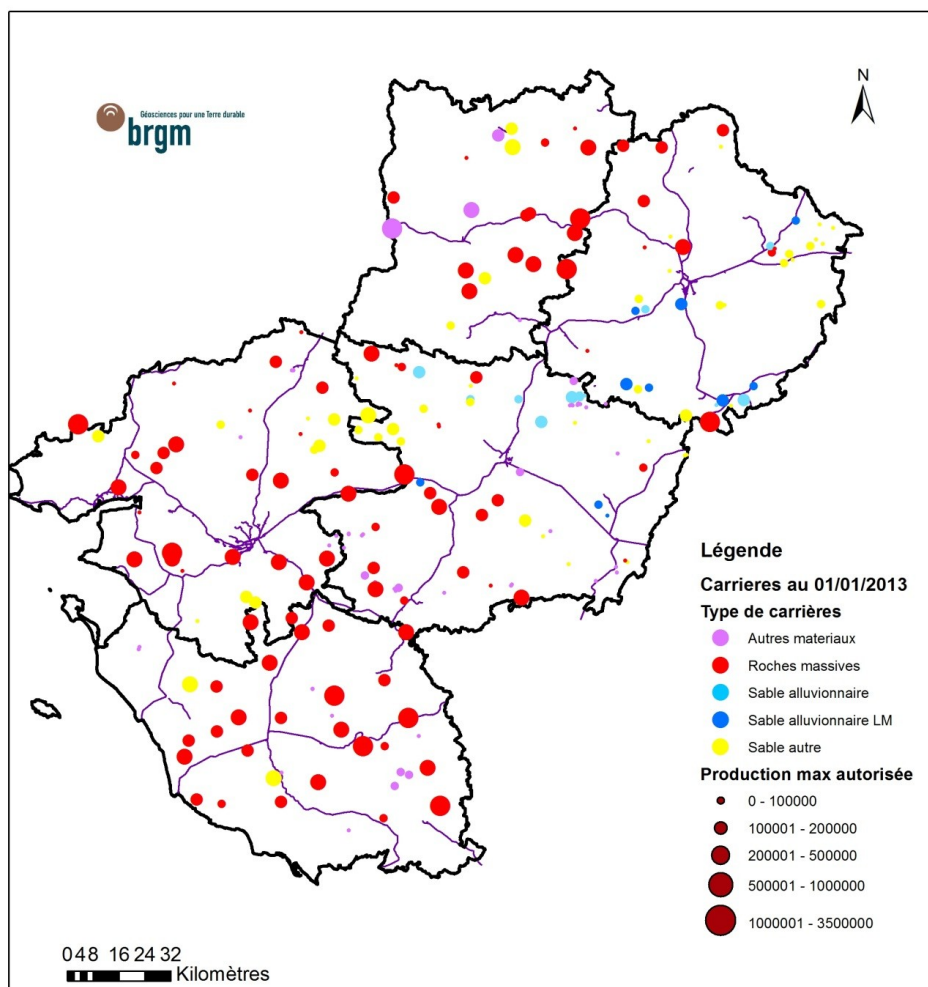 Géosciences pour une Terre durable
brgm
N
Légende
Carrieres au 01/01/2013
Type de carrières
Autres materiaux
Roches massives
Sable alluvionnaire
Sable alluvionnaire LM
Sable autre
Production max autorisée
0 - 100000
100001 - 200000
200001 - 500000
500001 - 1000000
1000001 - 3500000
0 4 8 16 24 32
Kilomètres